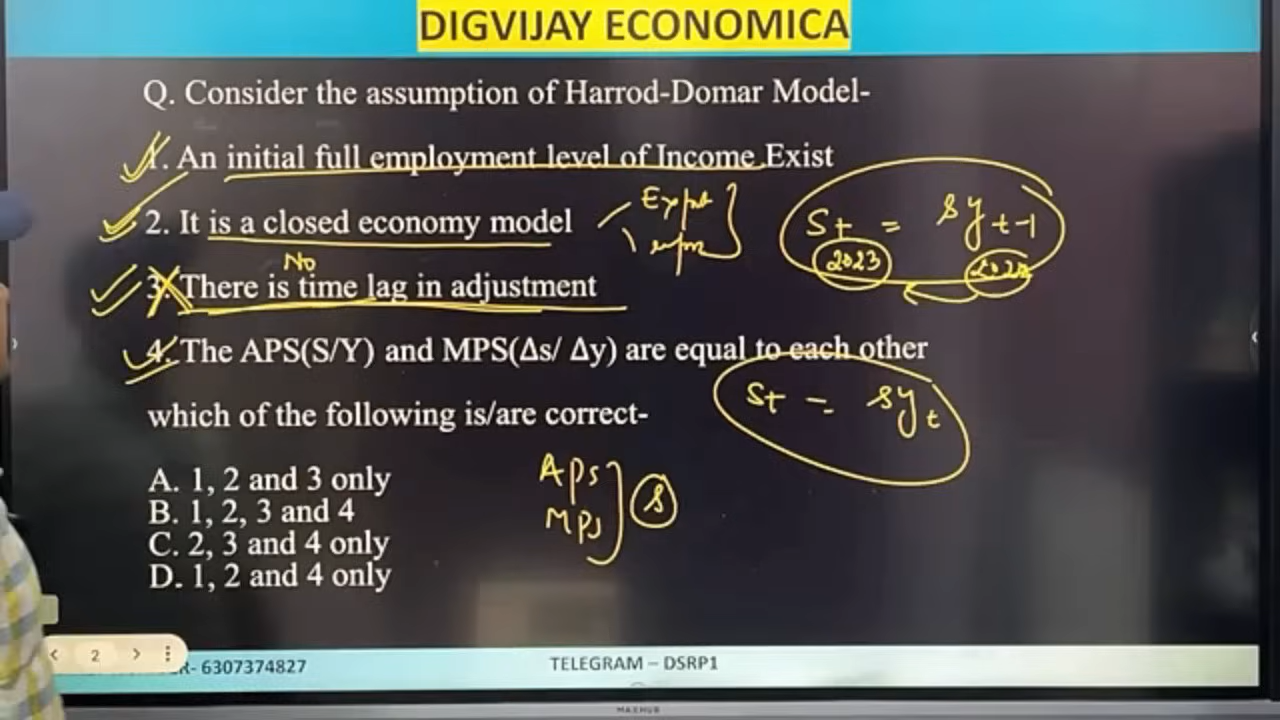 DIGVIJAY ECONOMICA
Q. Consider the assumption of Harrod-Domar Model-
1. An initial full employment level of Income Exist
2. It is a closed economy model
St = sy t-1
2023
No
3. There is time lag in adjustment
4. The APS(S/Y) and MPS(Δs/ Δy) are equal to each other
St = sy t
which of the following is/are correct-
A. 1, 2 and 3 only
B. 1, 2, 3 and 4
C. 2, 3 and 4 only
D. 1, 2 and 4 only
APS
MPS
s
2
R- 6307374827
TELEGRAM – DSRP1
MAXHUB